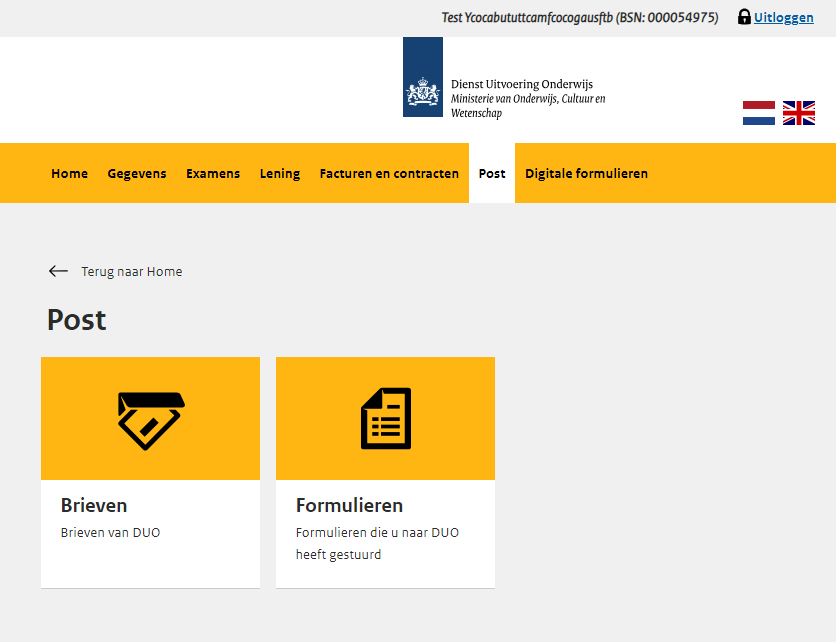 Test Ycocabututtcamfcocogausftb (BSN: 000054975) Uitloggen
Dienst Uitvoering Onderwijs
Ministerie van Onderwijs, Cultuur en
Wetenschap
Home Gegevens Examens Lening Facturen en contracten Post Digitale formulieren
Terug naar Home
Post
Brieven
Brieven van DUO
Formulieren
Formulieren die u naar DUO
heeft gestuurd